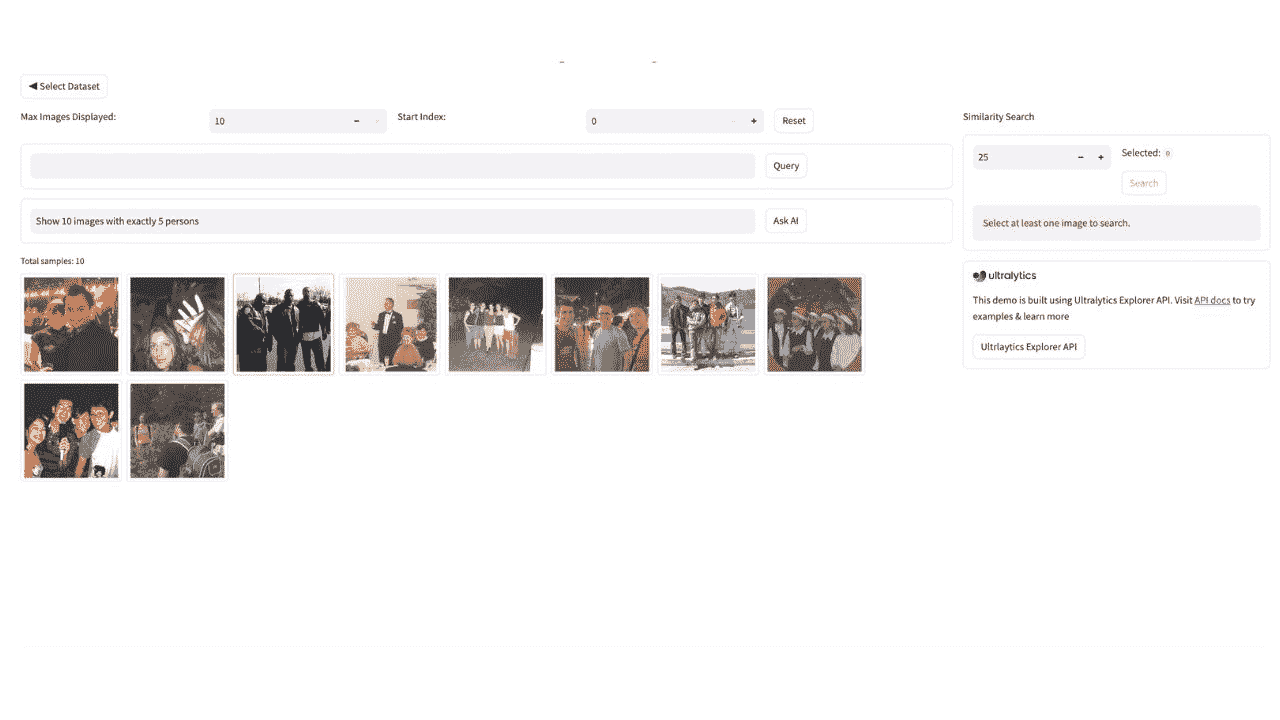 ◀ Select Dataset
Max Images Displayed:
10
Start Index:
0
Reset
Query
Show 10 images with exactly 5 persons
Ask AI
Total samples: 10
Similarity Search
25
Selected: 0
Search
Select at least one image to search.
ultralytics
This demo is built using Ultralytics Explorer API. Visit API docs to try
examples & learn more
Ultrlaytics Explorer API